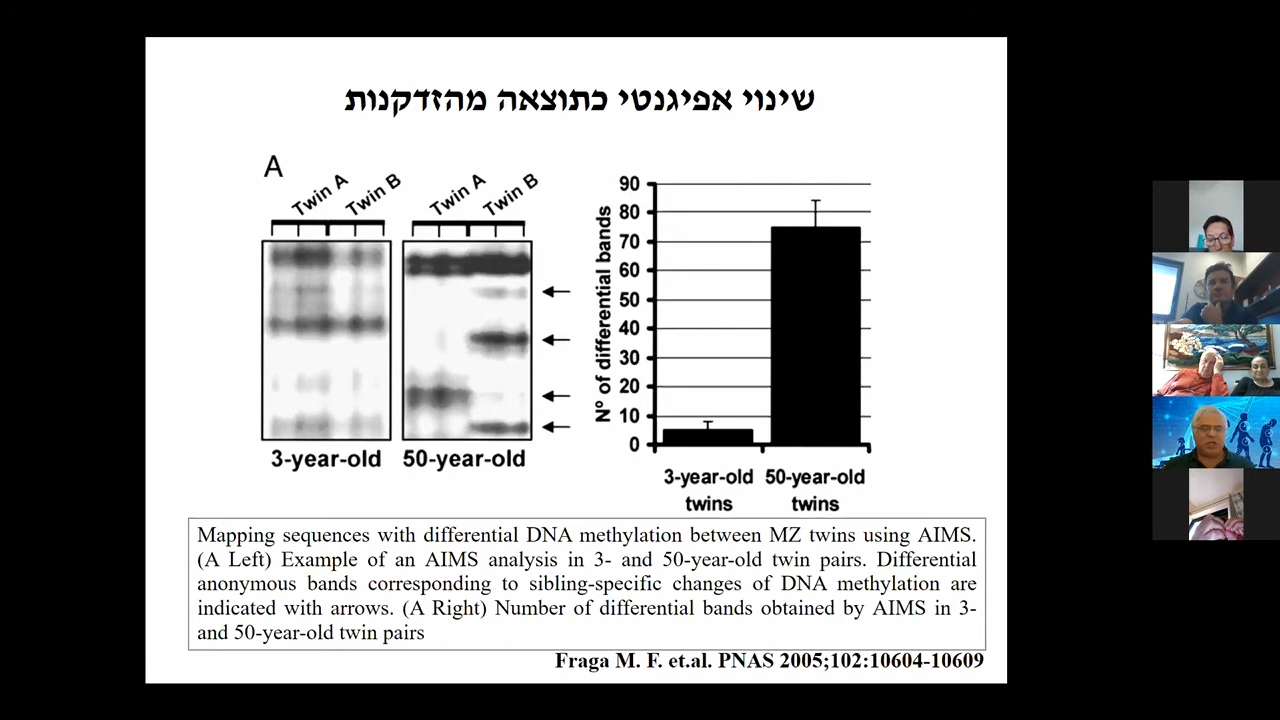 שינוי אפיגנטי כתוצאה מהזדקנות
A
Twin A Twin B Twin A Twin B
3-year-old 50-year-old
Nº of differential bands
90
80
70
60
50
40
30
20
10
0
3-year-old 50-year-old
twins twins
Mapping sequences with differential DNA methylation between MZ twins using AIMS.
(A Left) Example of an AIMS analysis in 3- and 50-year-old twin pairs. Differential
anonymous bands corresponding to sibling-specific changes of DNA methylation are
indicated with arrows. (A Right) Number of differential bands obtained by AIMS in 3-
and 50-year-old twin pairs
Fraga M. F. et.al. PNAS 2005;102:10604-10609